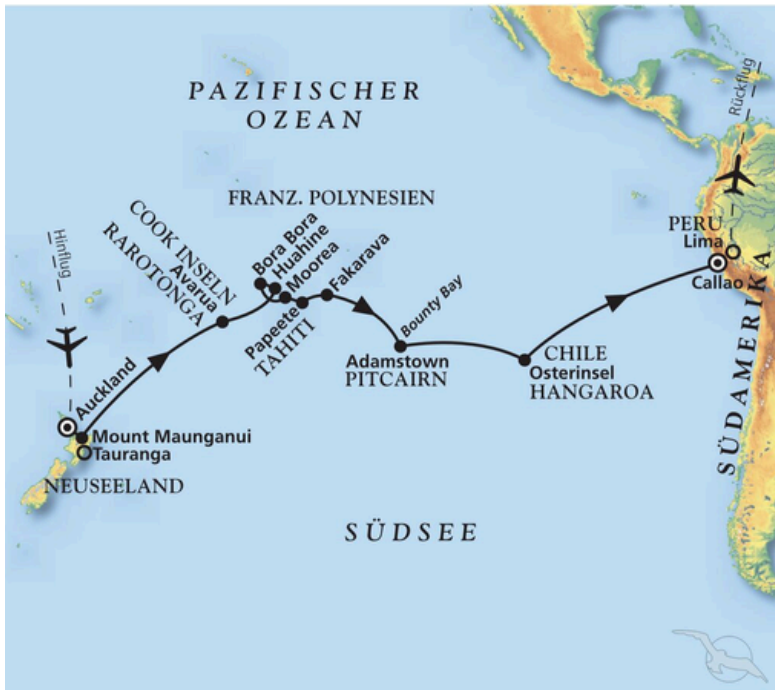 PAZIFISCHER
OZEAN
Rückflug
FRANZ. POLYNESIEN
Hinflug
COOK INSELN
RAROTONGA
Avarua
Bora Bora
Huahine
Moorea
Fakarava
Papeete
TAHITI
Bounty Bay
PERU
Lima
Callao
Adamstown
PITCAIRN
CHILE
Osterinsel
HANGAROA
SÜDAMERIKA
Auckland
Mount Maunganui
Tauranga
NEUSEELAND
SÜDSEE